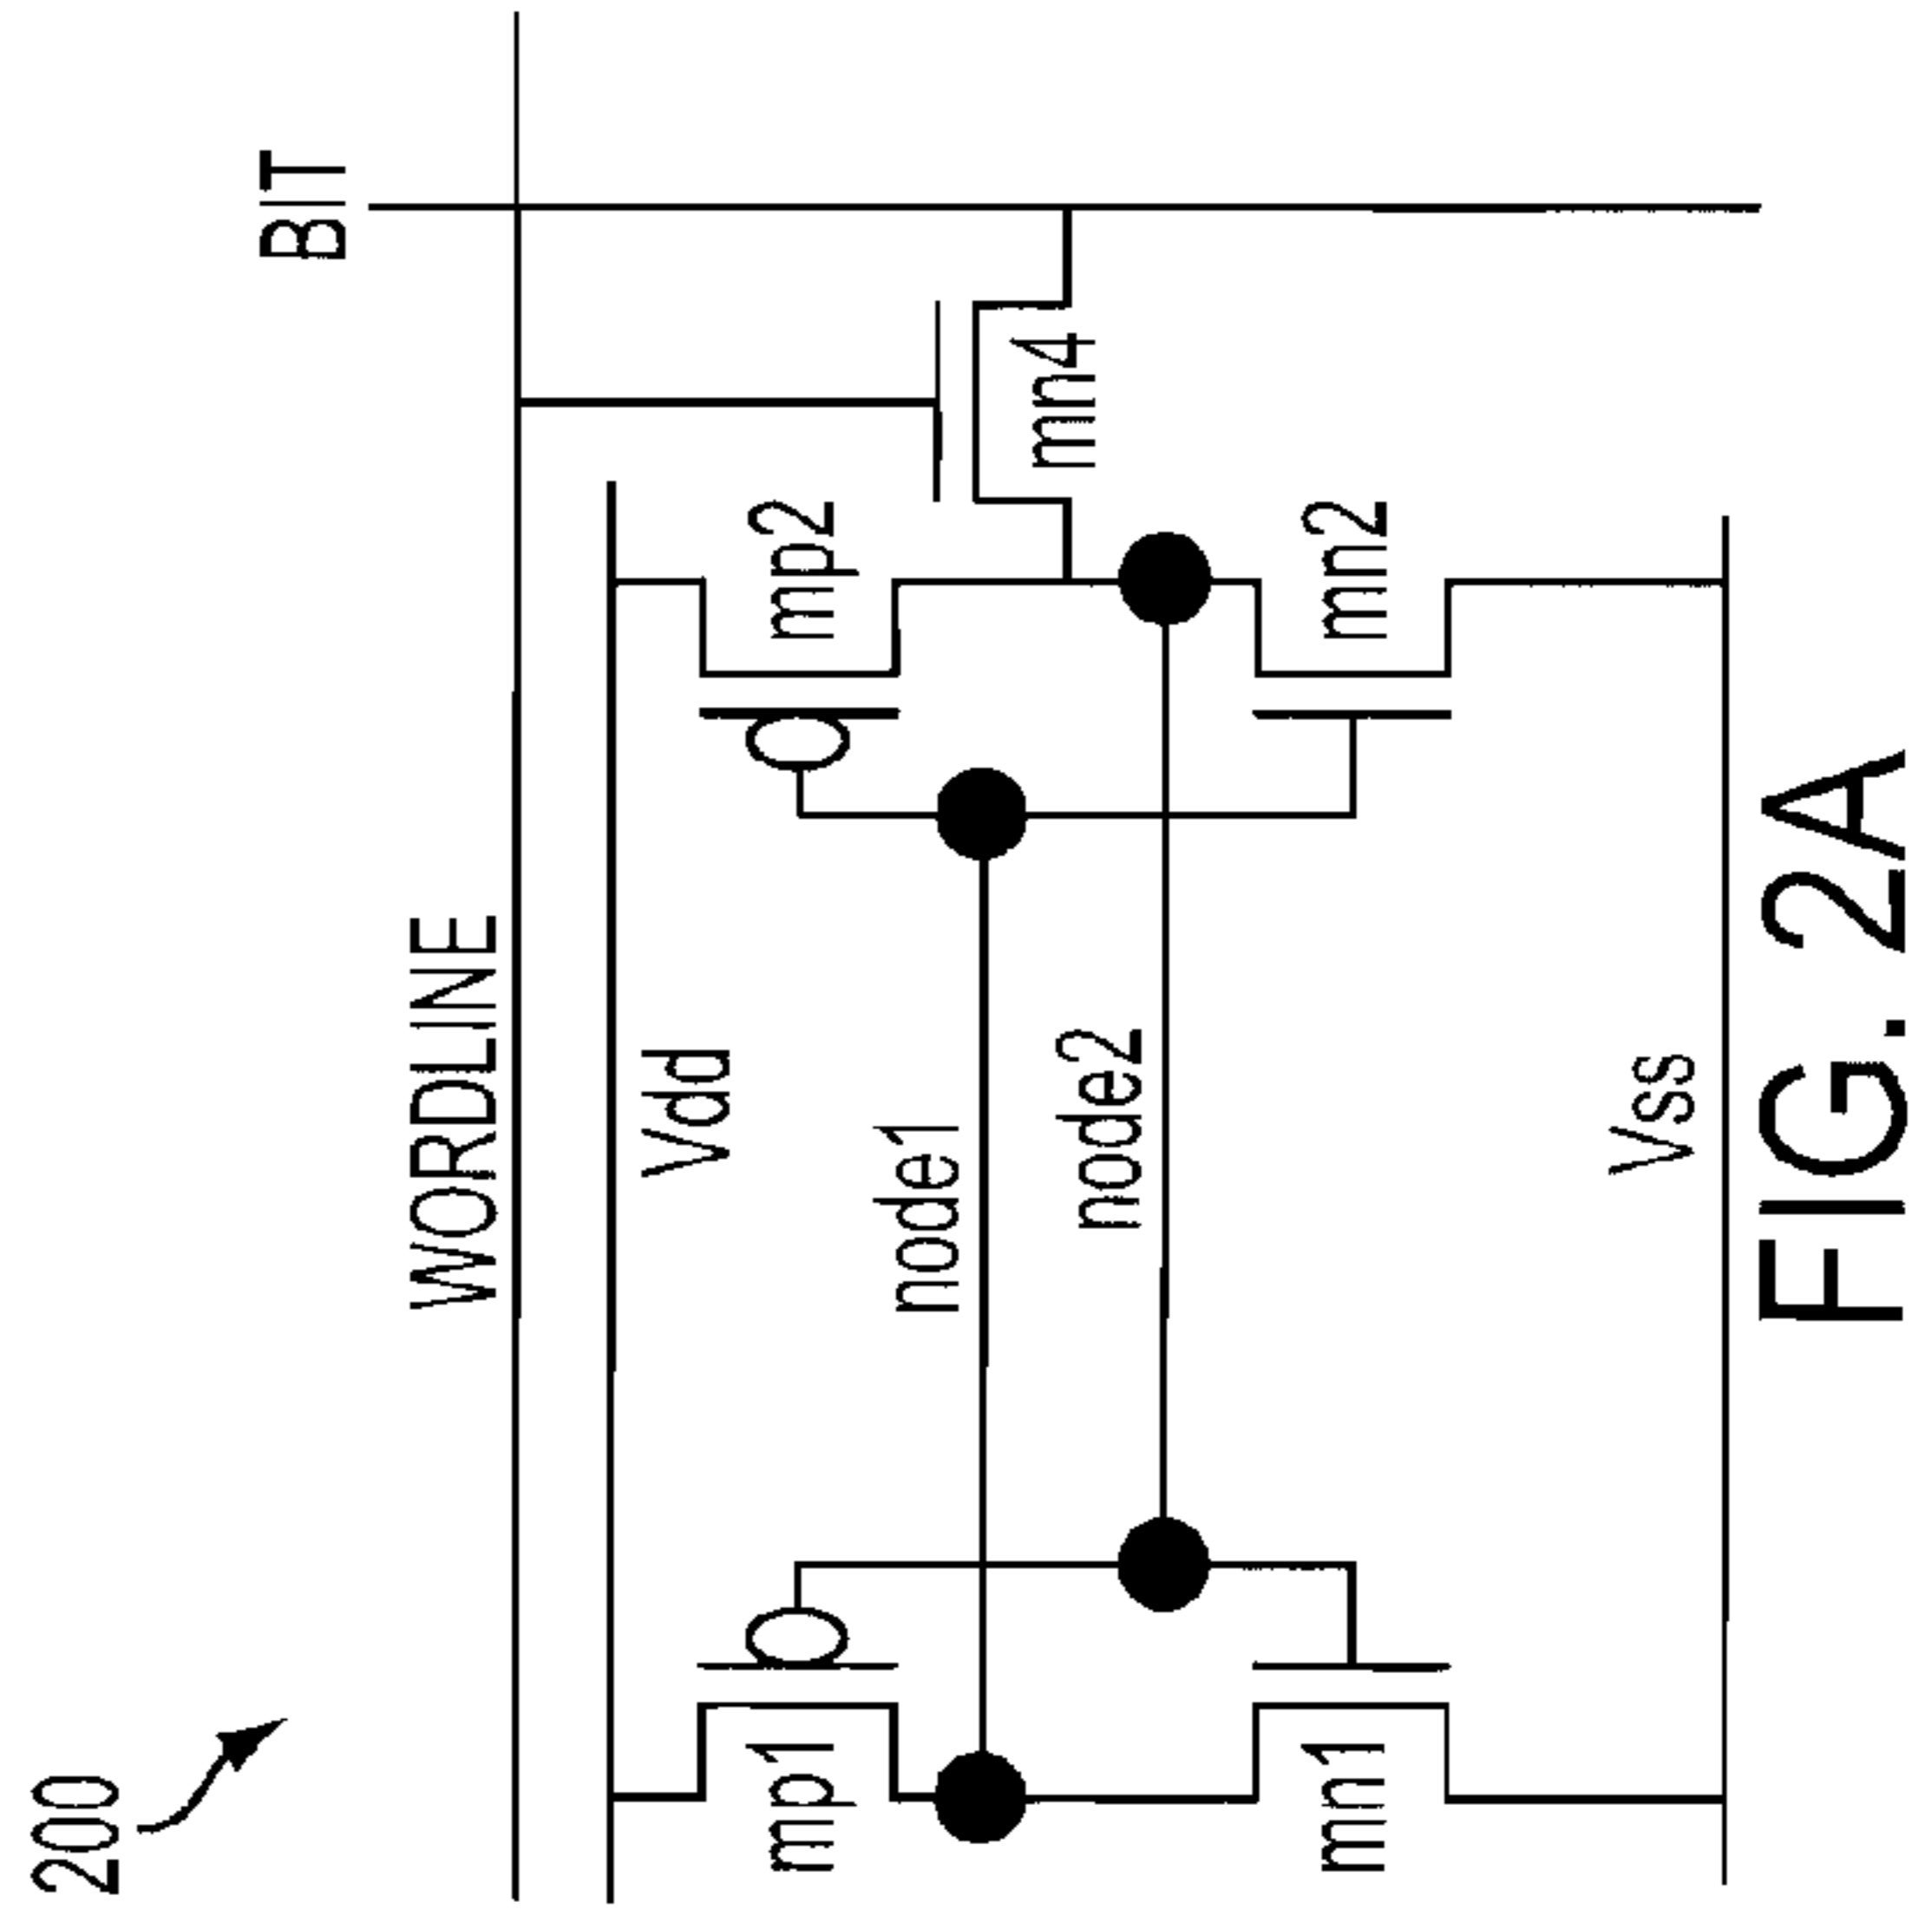 200
BIT
WORDLINE
Vdd
mp1
mp2
node1
mn4
node2
mn1
mn2
Vss
FIG. 2A